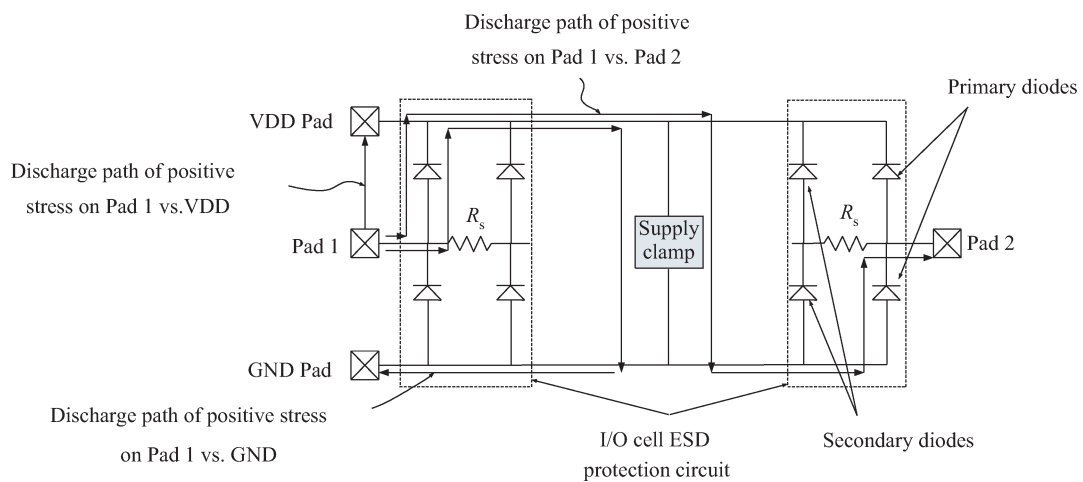 Discharge path of positive
stress on Pad 1 vs. Pad 2
Primary diodes
VDD Pad
Discharge path of positive
stress on Pad 1 vs.VDD
Rs
Rs
Pad 1
Supply
clamp
Pad 2
GND Pad
Discharge path of positive stress
on Pad 1 vs. GND
I/O cell ESD
protection circuit
Secondary diodes